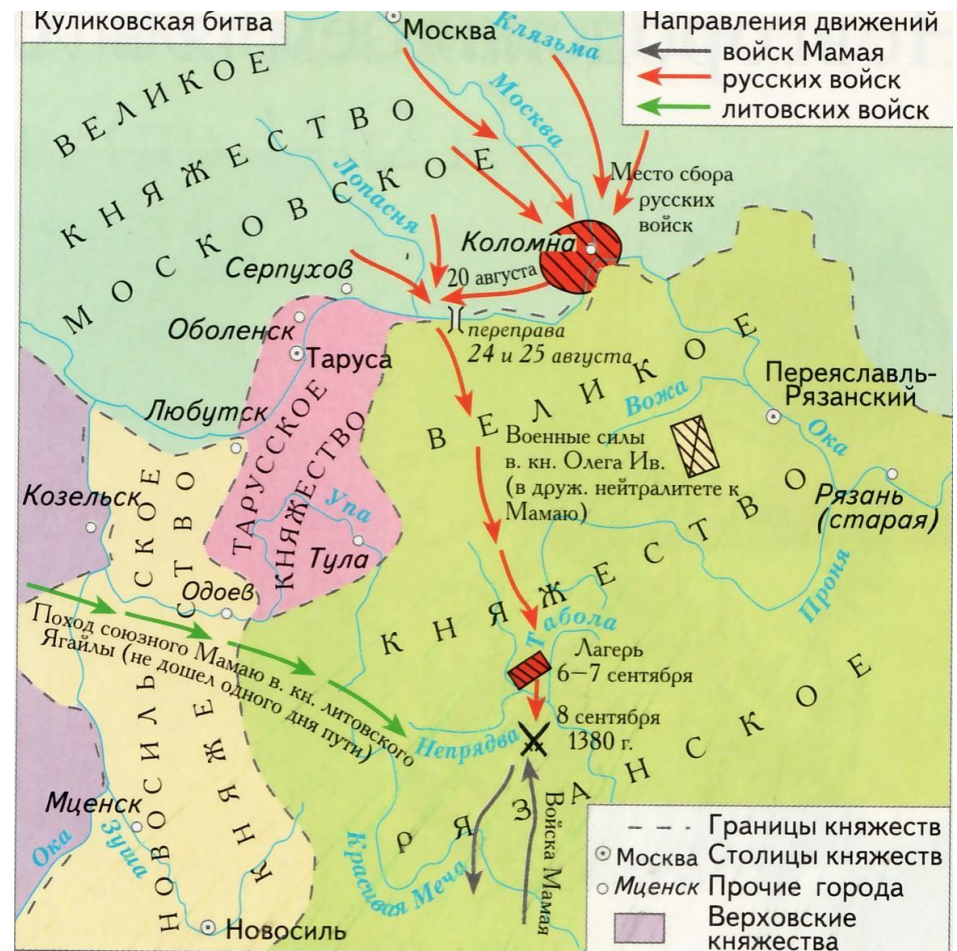 Куликовская битва
Направления движений
войск Мамая
русских войск
литовских войск
Москва
Клязьма
Москва
ВЕЛИКОЕ
КНЯЖЕСТВО
МОСКОВСКОЕ
Лопасня
Место сбора
русских
войск
Коломна
Серпухов
20 августа
Оболенск
переправа
24 и 25 августа
Таруса
Любутск
ТАРУССКОЕ
КНЯЖЕСТВО
Упа
Тула
ВЕЛИКОЕ
Вожа
Переяславль-
Рязанский
Ока
Военные силы
в. кн. Олега Ив.
(в друж. нейтралитете к
Мамаю)
Рязань
(старая)
Проня
КНЯЖЕСТВО
Козельск
Одоев
Поход союзного Мамаю в. кн. литовского
Ягайлы (не дошел одного дня
пути)
Табола
Лагерь
6–7 сентября
Непрядва
8 сентября
1380 г.
РЯЗАНСКОЕ
Войска Мамая
Красивая Меча
Мценск
Ока
Зуша
НОВОСИЛЬСКОЕ
КНЯЖЕСТВО
Новосиль
Границы княжеств
Москва Столицы княжеств
Мценск Прочие города
Верховские
княжества